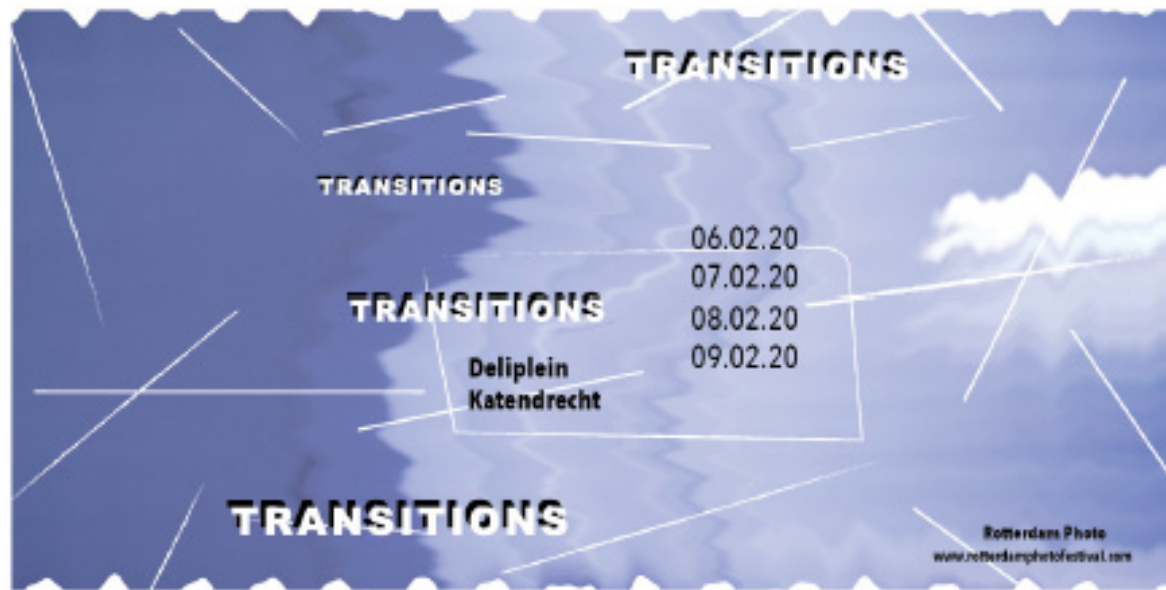 TRANSITIONS
TRANSITIONS
06.02.20
07.02.20
TRANSITIONS
08.02.20
09.02.20
Deliplein
Katendrecht
TRANSITIONS
Rotterdam Photo
www.rotterdamphotofestival.com